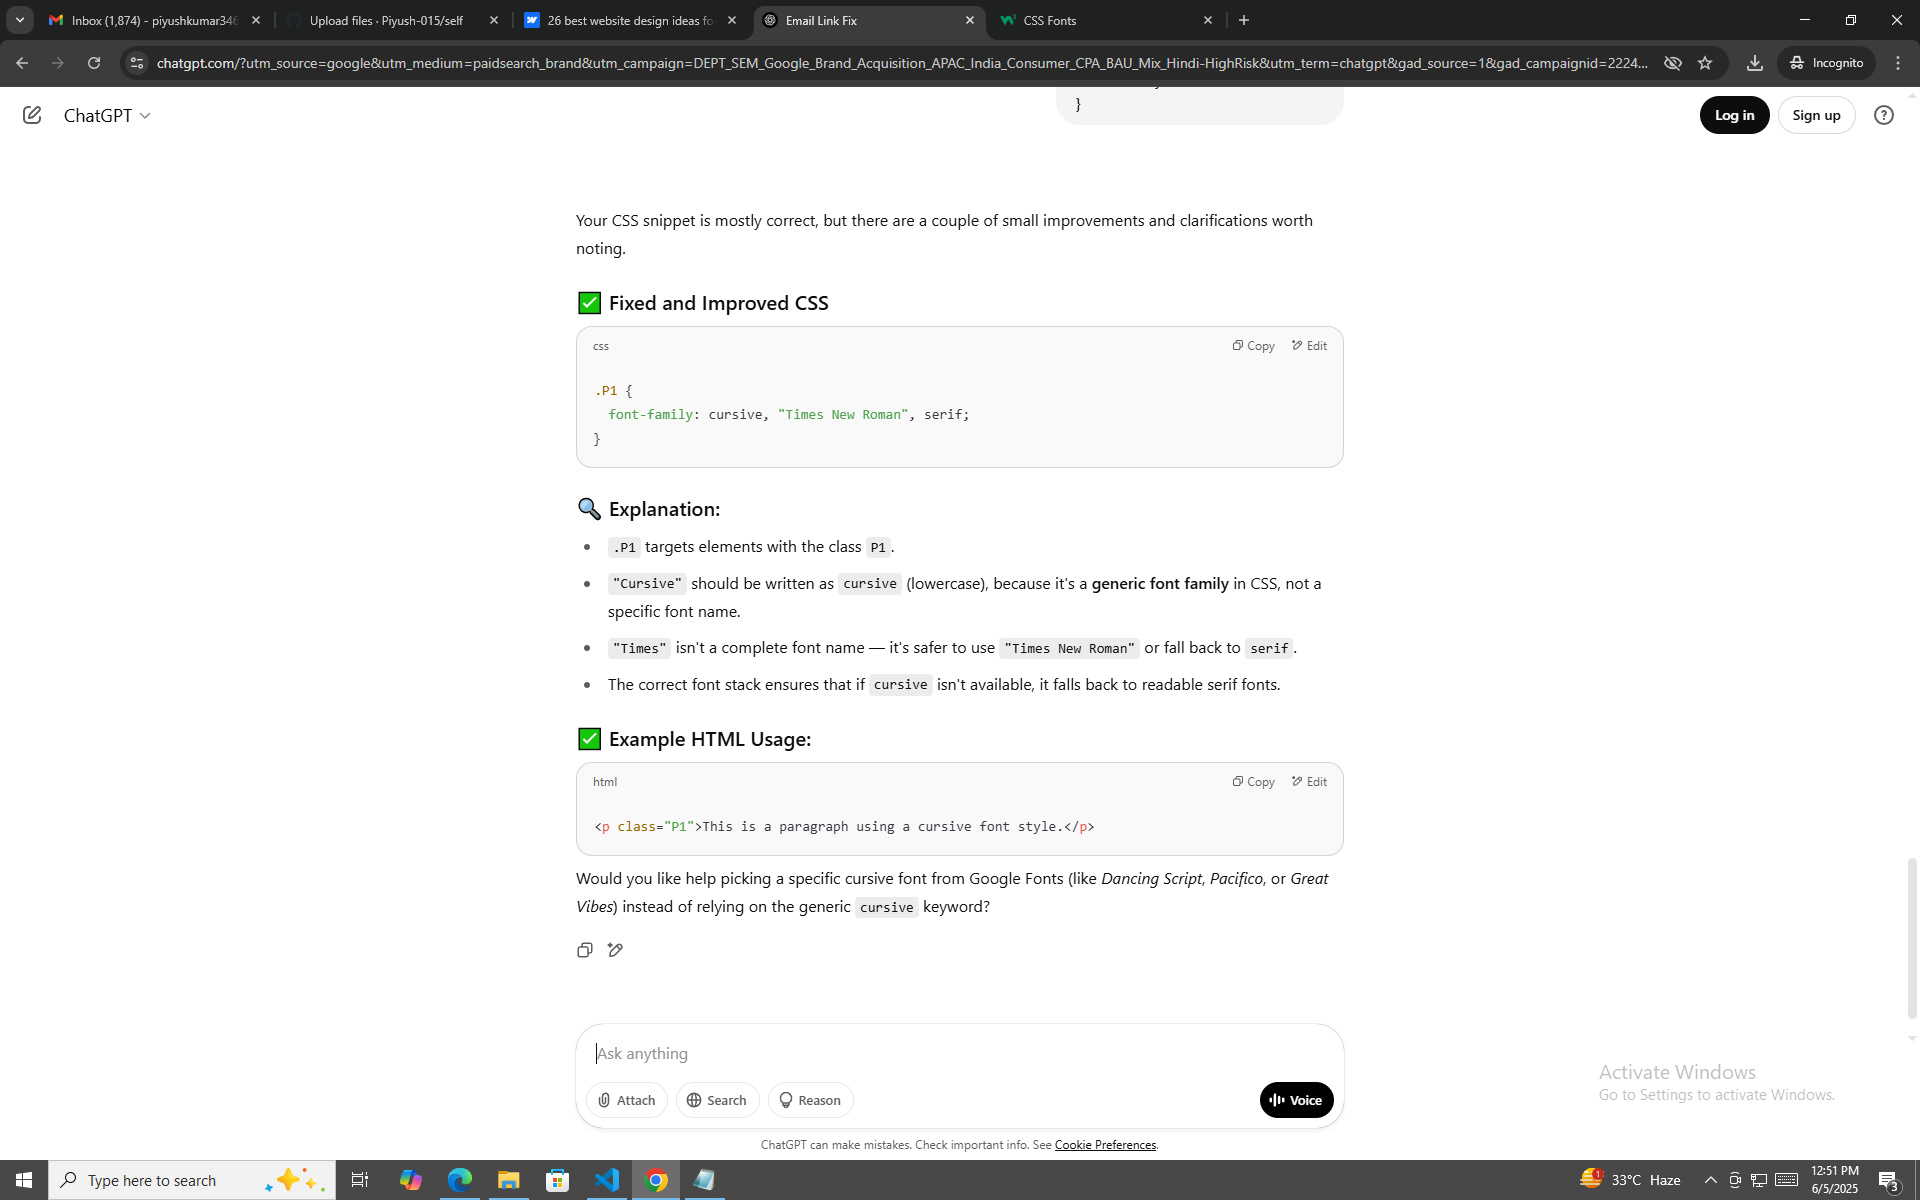 Inbox (1,874) - piyushkumar346
Upload files · Piyush-015/self
26 best website design ideas fo
Email Link Fix
CSS Fonts
chatgpt.com/?utm_source=google&utm_medium=paidsearch_brand&utm_campaign=DEPT_SEM_Google_Brand_Acquisition_APAC_India_Consumer_CPA_BAU_Mix_Hindi-HighRisk&utm_term=chatgpt&gad_source=1&gad_campaignid=2224...
Incognito
ChatGPT
}
Log in
Sign up
Your CSS snippet is mostly correct, but there are a couple of small improvements and clarifications worth
noting.
✅ Fixed and Improved CSS
css
Copy
Edit
.P1 {
font-family: cursive, "Times New Roman", serif;
}
🔍 Explanation:
• .P1 targets elements with the class P1.
• "Cursive" should be written as cursive (lowercase), because it's a generic font family in CSS, not a
specific font name.
• "Times" isn't a complete font name — it's safer to use "Times New Roman" or fall back to serif.
• The correct font stack ensures that if cursive isn't available, it falls back to readable serif fonts.
✅ Example HTML Usage:
html
Copy
Edit
<p class="P1">This is a paragraph using a cursive font style.</p>
Would you like help picking a specific cursive font from Google Fonts (like Dancing Script, Pacifico, or Great
Vibes) instead of relying on the generic cursive keyword?
Ask anything
Attach
Search
Reason
Voice
Activate Windows
Go to Settings to activate Windows.
ChatGPT can make mistakes. Check important info. See Cookie Preferences.
Type here to search
1
33°C Haze
12:51 PM
6/5/2025
3